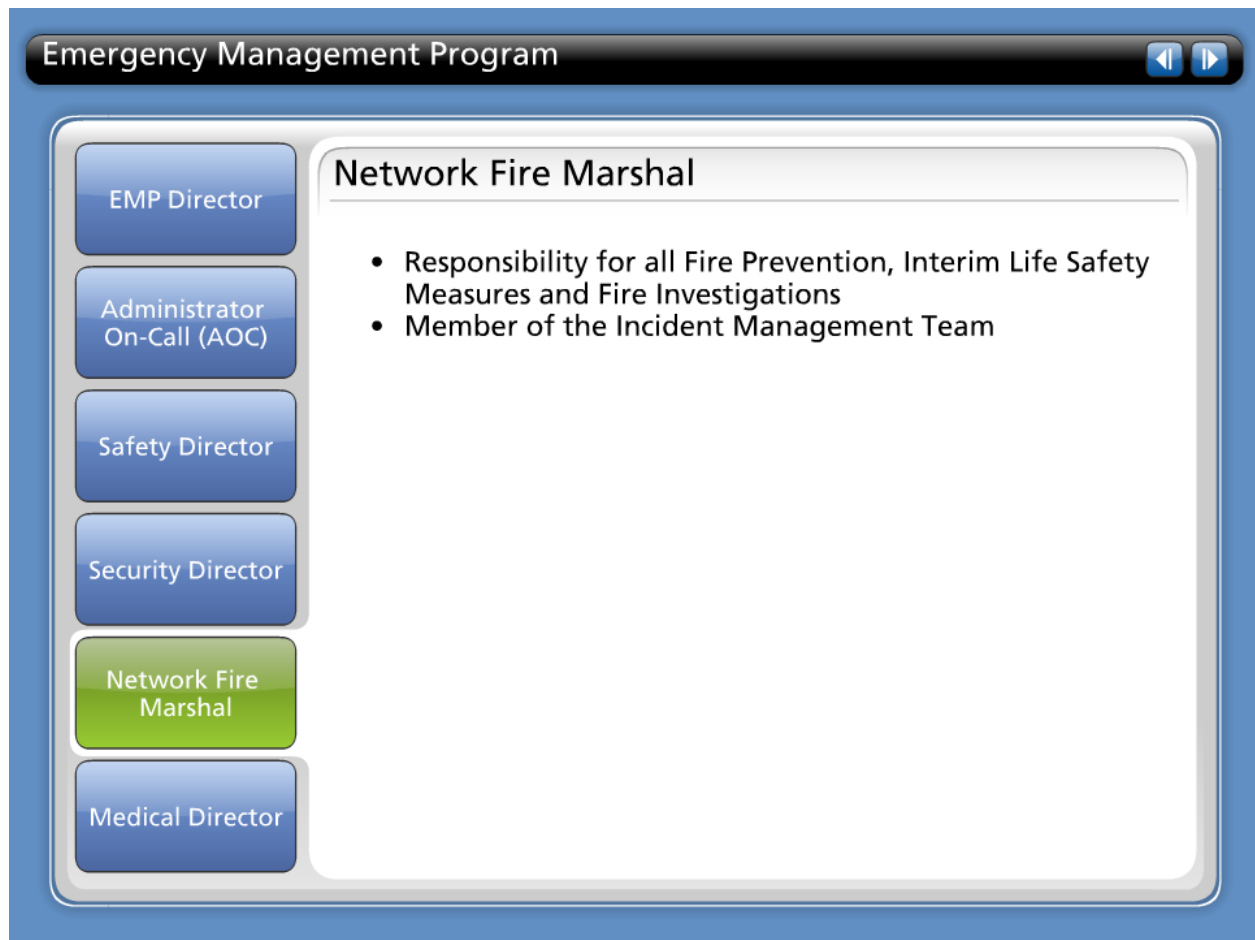 Emergency Management Program
EMP Director
Administrator
On-Call (AOC)
Safety Director
Security Director
Network Fire
Marshal
Medical Director
Network Fire Marshal
• Responsibility for all Fire Prevention, Interim Life Safety
Measures and Fire Investigations
• Member of the Incident Management Team